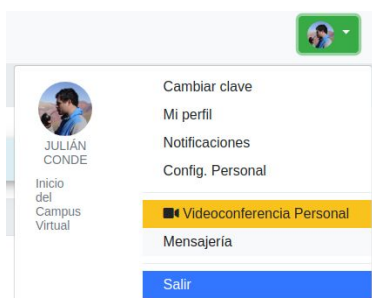 JULIÁN
CONDE
Inicio
del
Campus
Virtual
Cambiar clave
Mi perfil
Notificaciones
Config. Personal
Videoconferencia Personal
Mensajería
Salir